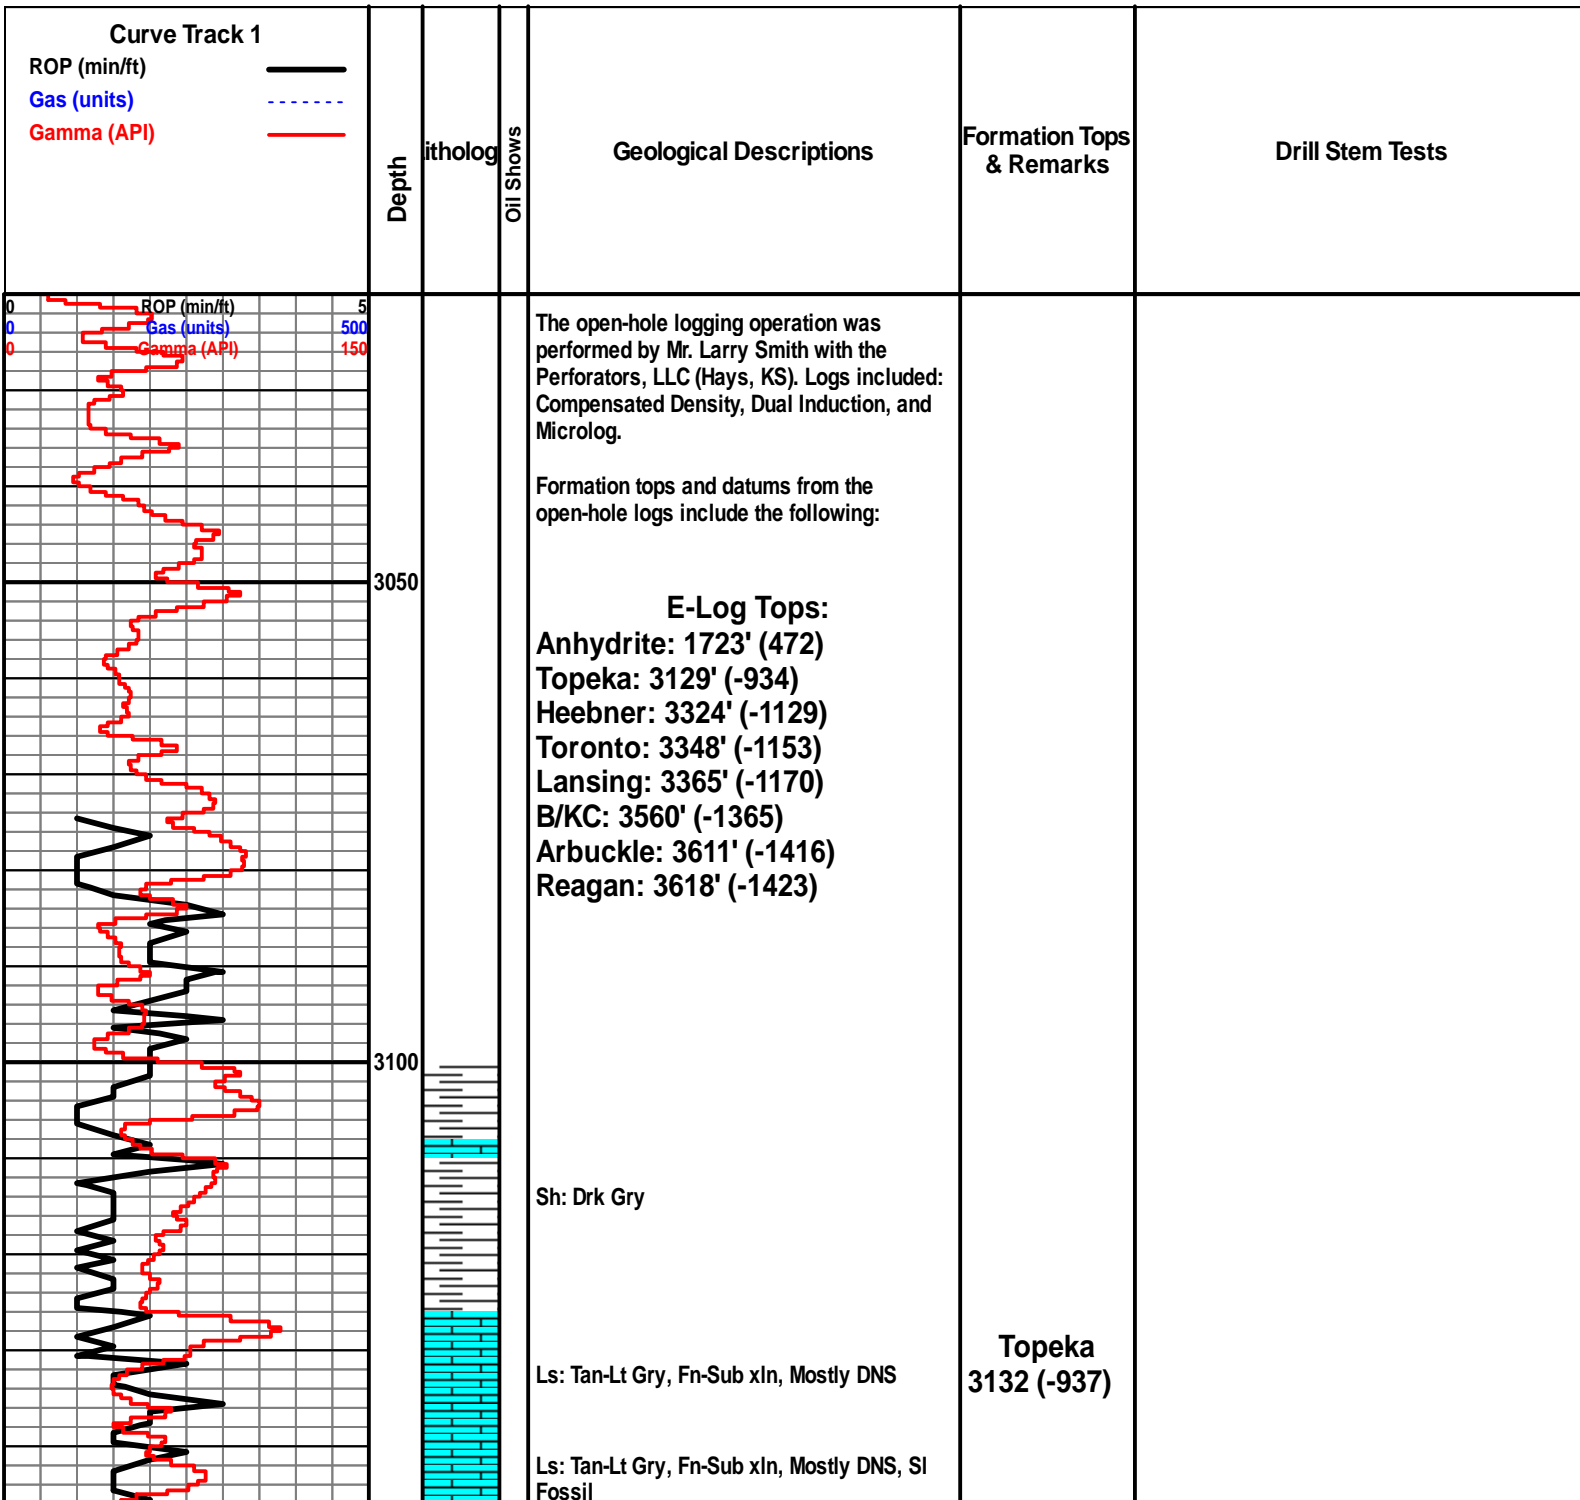 Curve Track 1
ROP (min/ft)
Gas (units)
Gamma (API)
Depth
itholog
Oil Shows
Geological Descriptions
Formation Tops
& Remarks
Drill Stem Tests
0 ROP (min/ft) 5
0 Gas (units) 500
0 Gamma (API) 150
The open-hole logging operation was
performed by Mr. Larry Smith with the
Perforators, LLC (Hays, KS). Logs included:
Compensated Density, Dual Induction, and
Microlog.
Formation tops and datums from the
open-hole logs include the following:
3050
E-Log Tops:
Anhydrite: 1723' (472)
Topeka: 3129' (-934)
Heebner: 3324' (-1129)
Toronto: 3348' (-1153)
Lansing: 3365' (-1170)
B/KC: 3560' (-1365)
Arbuckle: 3611' (-1416)
Reagan: 3618' (-1423)
3100
Sh: Drk Gry
Ls: Tan-Lt Gry, Fn-Sub xln, Mostly DNS
Topeka
3132 (-937)
Ls: Tan-Lt Gry, Fn-Sub xln, Mostly DNS, Sl
Fossil